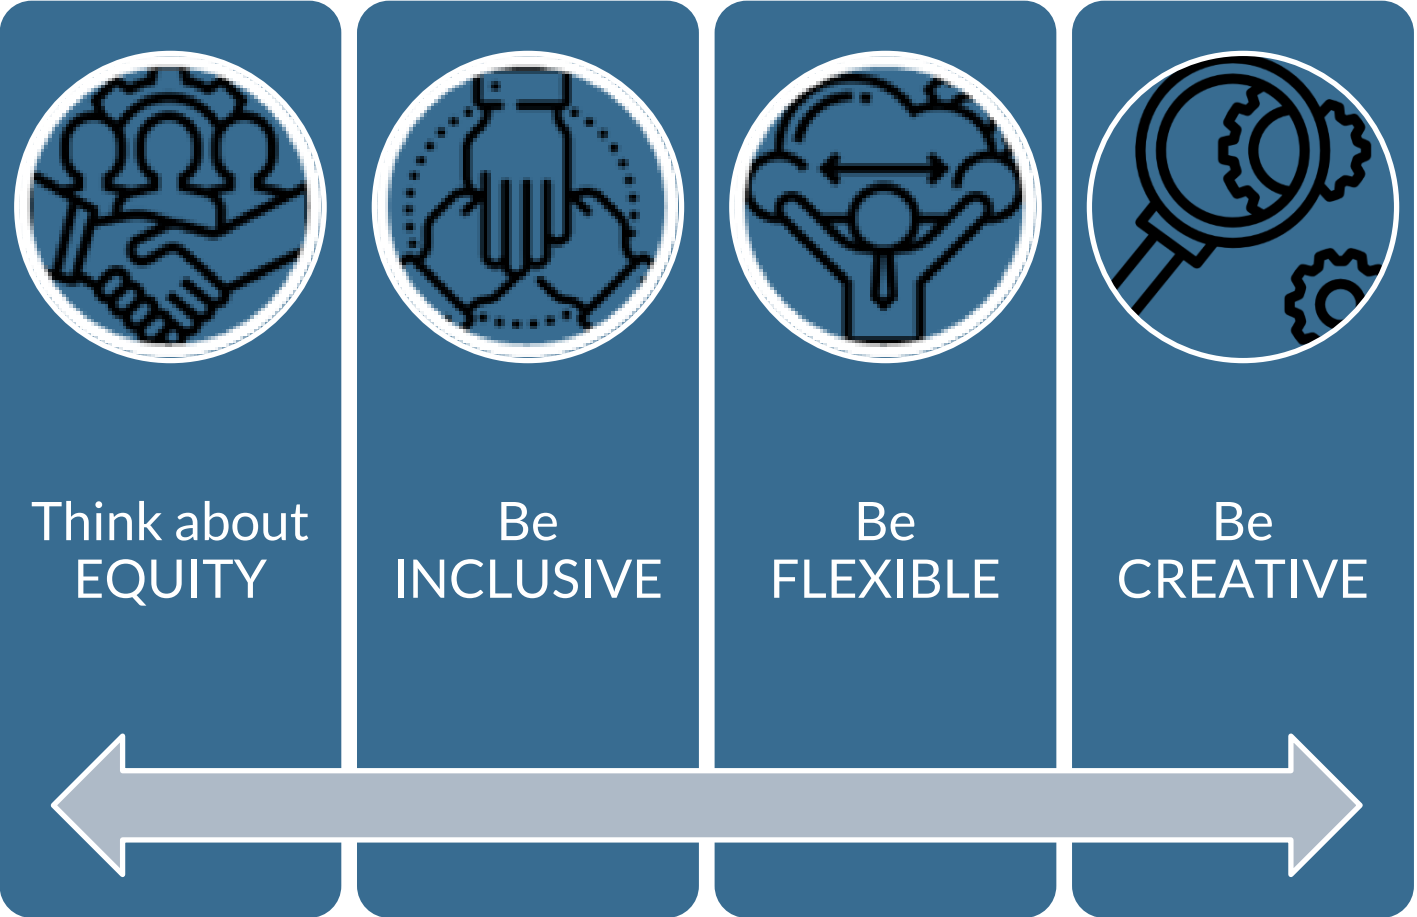 Think about
EQUITY
Be
INCLUSIVE
Be
FLEXIBLE
Be
CREATIVE